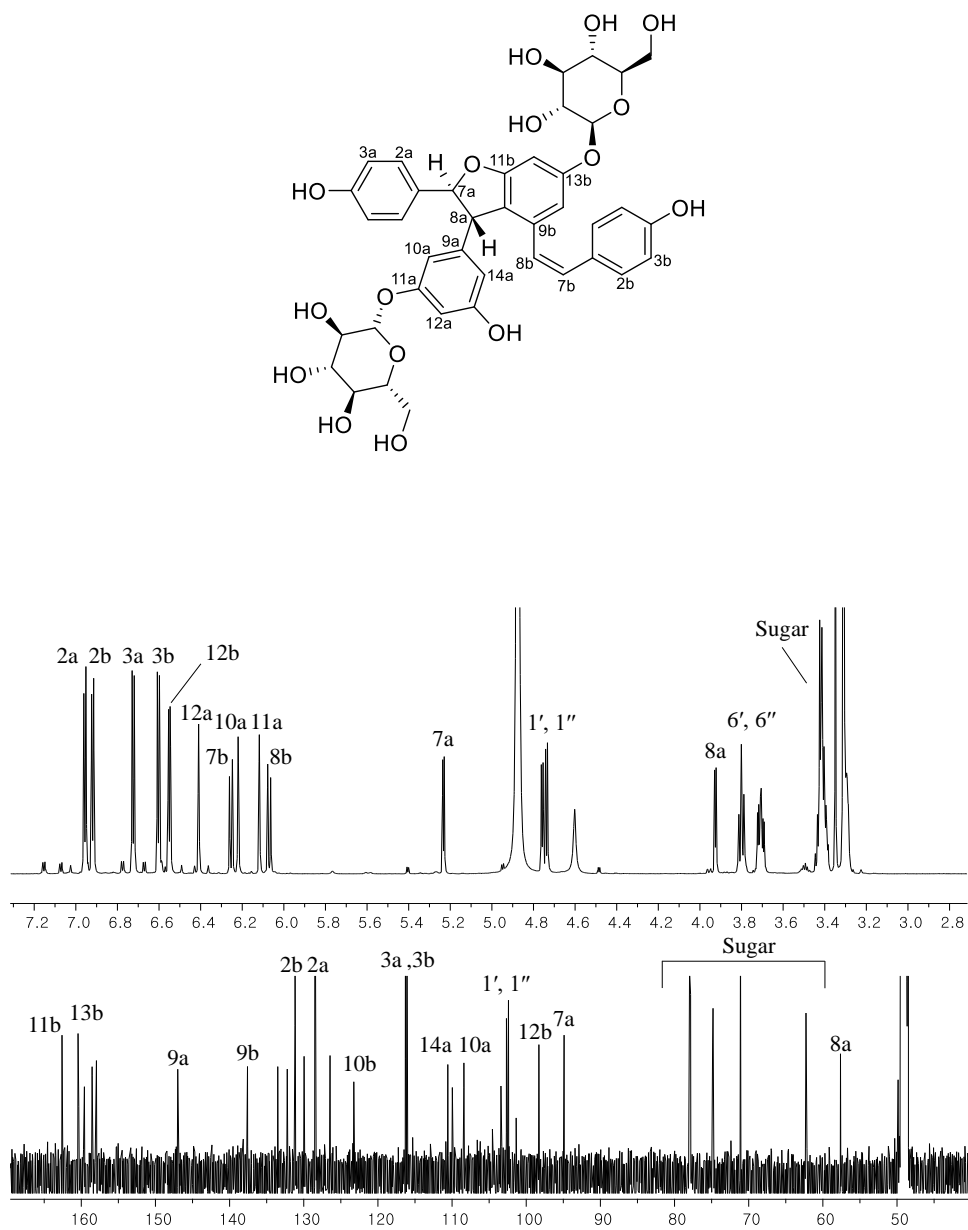 OH OH
HO
HO O
HO O
3a 2a H O 11b
13b
HO 7a OH
8a 9b
9a H 8b 3b
10a 14a 7b 2b
11a
O
HO 12a OH
O
HO
HO HO
Sugar
2a 2b 3a 3b 12b
12a
10a 11a 1′, 1″ 6′, 6″
7b 8b 7a 8a
7.2 7.0 6.8 6.6 6.4 6.2 6.0 5.8 5.6 5.4 5.2 5.0 4.8 4.6 4.4 4.2 4.0 3.8 3.6 3.4 3.2 3.0 2.8
Sugar
2b 2a 3a ,3b
1′, 1″
11b 13b 7a
12b
9a 9b 10b 14a 10a 8a
160 150 140 130 120 110 100 90 80 70 60 50